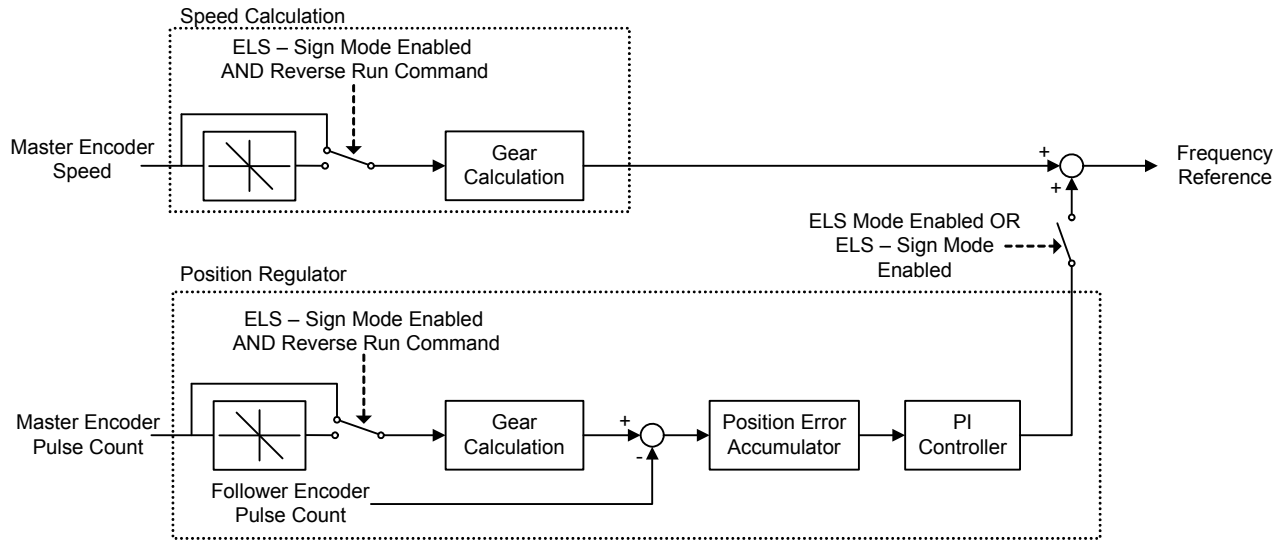 Speed Calculation
ELS – Sign Mode Enabled
AND Reverse Run Command
Master Encoder
Speed
Gear
Calculation
+
+
Frequency
Reference
ELS Mode Enabled OR
ELS – Sign Mode
Enabled
Position Regulator
ELS – Sign Mode Enabled
AND Reverse Run Command
Master Encoder
Pulse Count
Gear
Calculation
+
-
Position Error
Accumulator
PI
Controller
Follower Encoder
Pulse Count